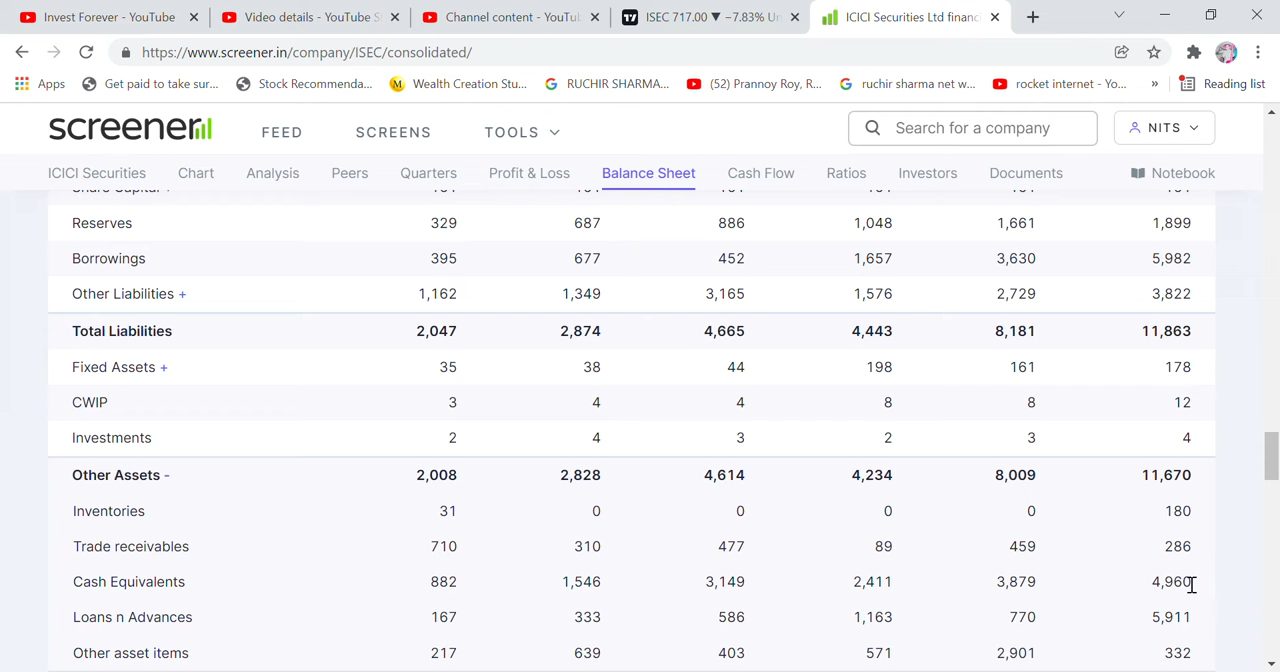 Invest Forever - YouTube
Video details - YouTube S
Channel content - YouTu
ISEC 717.00 ▼ −7.83% Un
ICICI Securities Ltd financ
https://www.screener.in/company/ISEC/consolidated/
Apps
Get paid to take sur...
Stock Recommenda...
Wealth Creation Stu...
RUCHIR SHARMA...
(52) Prannoy Roy, R...
ruchir sharma net w...
rocket internet - Yo...
»
Reading list
screener
FEED
SCREENS
TOOLS
Search for a company
NITS
ICICI Securities Chart Analysis Peers Quarters Profit & Loss Balance Sheet Cash Flow Ratios Investors Documents Notebook
Reserves 329 687 886 1,048 1,661 1,899
Borrowings 395 677 452 1,657 3,630 5,982
Other Liabilities + 1,162 1,349 3,165 1,576 2,729 3,822
Total Liabilities 2,047 2,874 4,665 4,443 8,181 11,863
Fixed Assets + 35 38 44 198 161 178
CWIP 3 4 4 8 8 12
Investments 2 4 3 2 3 4
Other Assets - 2,008 2,828 4,614 4,234 8,009 11,670
Inventories 31 0 0 0 0 180
Trade receivables 710 310 477 89 459 286
Cash Equivalents 882 1,546 3,149 2,411 3,879 4,960
Loans n Advances 167 333 586 1,163 770 5,911
Other asset items 217 639 403 571 2,901 332